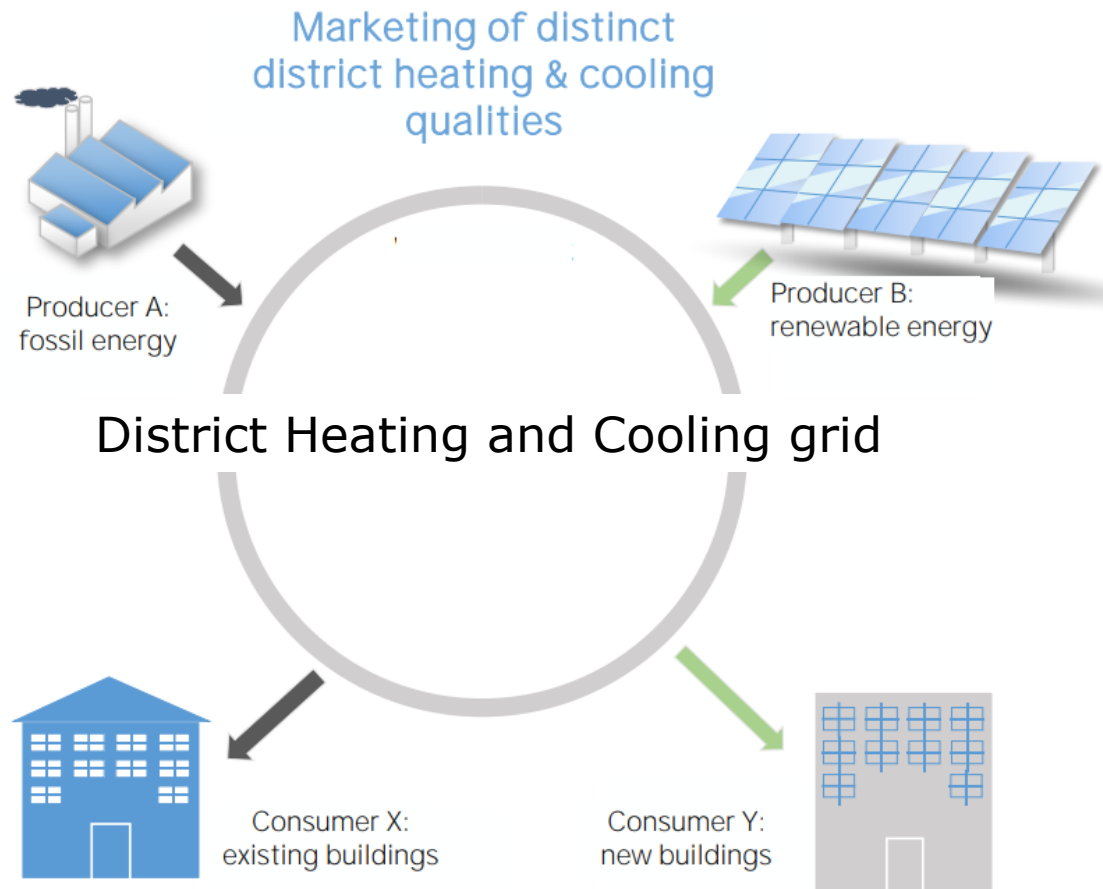 Marketing of distinct
district heating & cooling
qualities
Producer A:
fossil energy
Producer B:
renewable energy
District Heating and Cooling grid
Consumer X:
existing buildings
Consumer Y:
new buildings